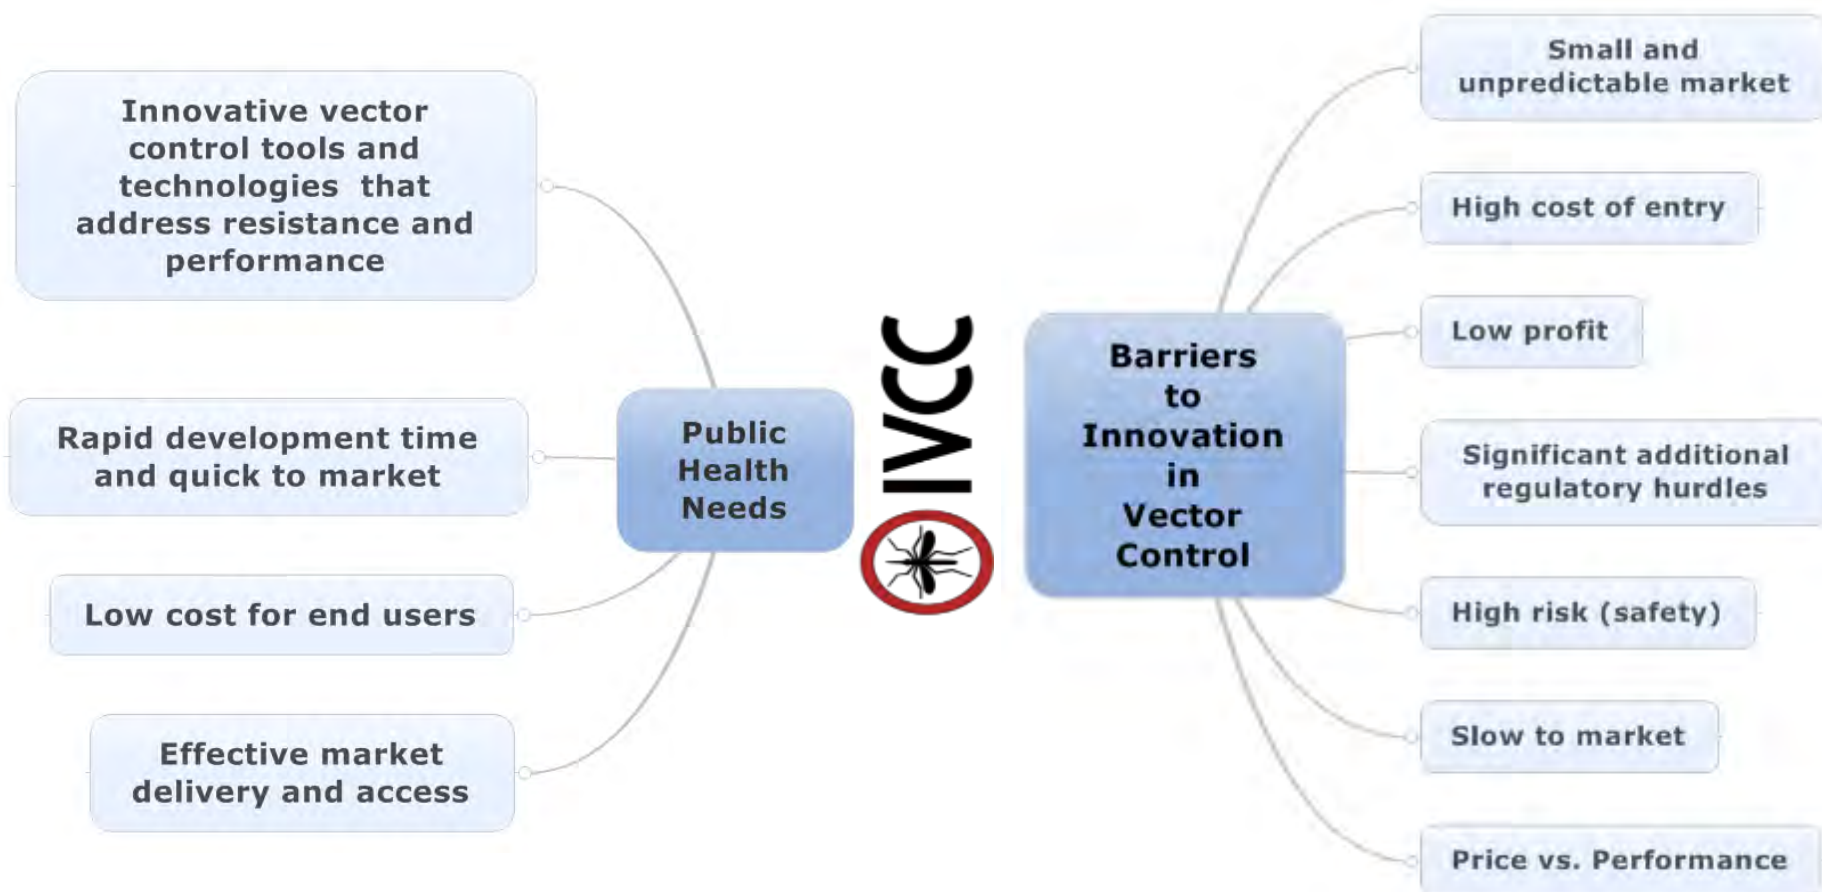 Innovative vector
control tools and
technologies that
address resistance and
performance
Rapid development time
and quick to market
Low cost for end users
Effective market
delivery and access
Public
Health
Needs
IVCC
Barriers
to
Innovation
in
Vector
Control
Small and
unpredictable market
High cost of entry
Low profit
Significant additional
regulatory hurdles
High risk (safety)
Slow to market
Price vs. Performance